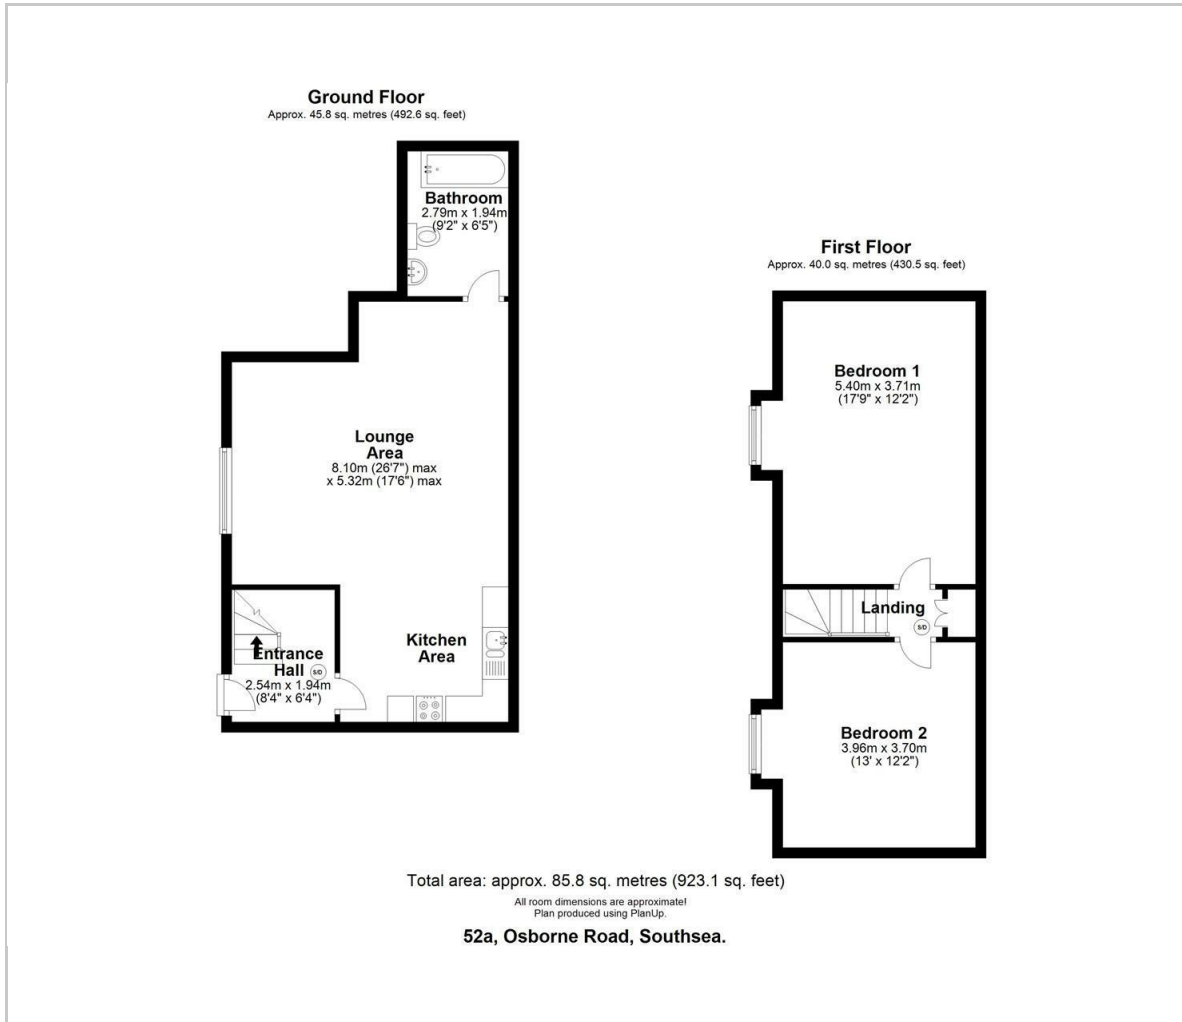 Ground Floor
Approx. 45.8 sq. metres (492.6 sq. feet)
Bathroom
2.79m x 1.94m
(9'2" x 6'5")
Lounge
Area
8.10m (26'7") max
x 5.32m (17'6") max
Kitchen
Area
Entrance
Hall
S/D
2.54m x 1.94m
(8'4" x 6'4")
First Floor
Approx. 40.0 sq. metres (430.5 sq. feet)
Bedroom 1
5.40m x 3.71m
(17'9" x 12'2")
Landing
S/D
Bedroom 2
3.96m x 3.70m
(13' x 12'2")
Total area: approx. 85.8 sq. metres (923.1 sq. feet)
All room dimensions are approximate!
Plan produced using PlanUp.
52a, Osborne Road, Southsea.